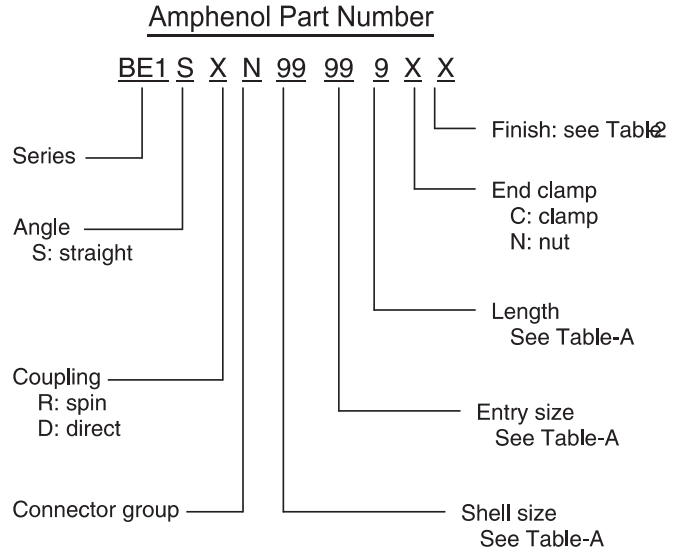 Amphenol Part Number
BE1 S X N 99 99 9 X X
Finish: see Table2
Series
End clamp
C: clamp
N: nut
Angle
S: straight
Length
See Table-A
Coupling
R: spin
D: direct
Entry size
See Table-A
Connector group
Shell size
See Table-A